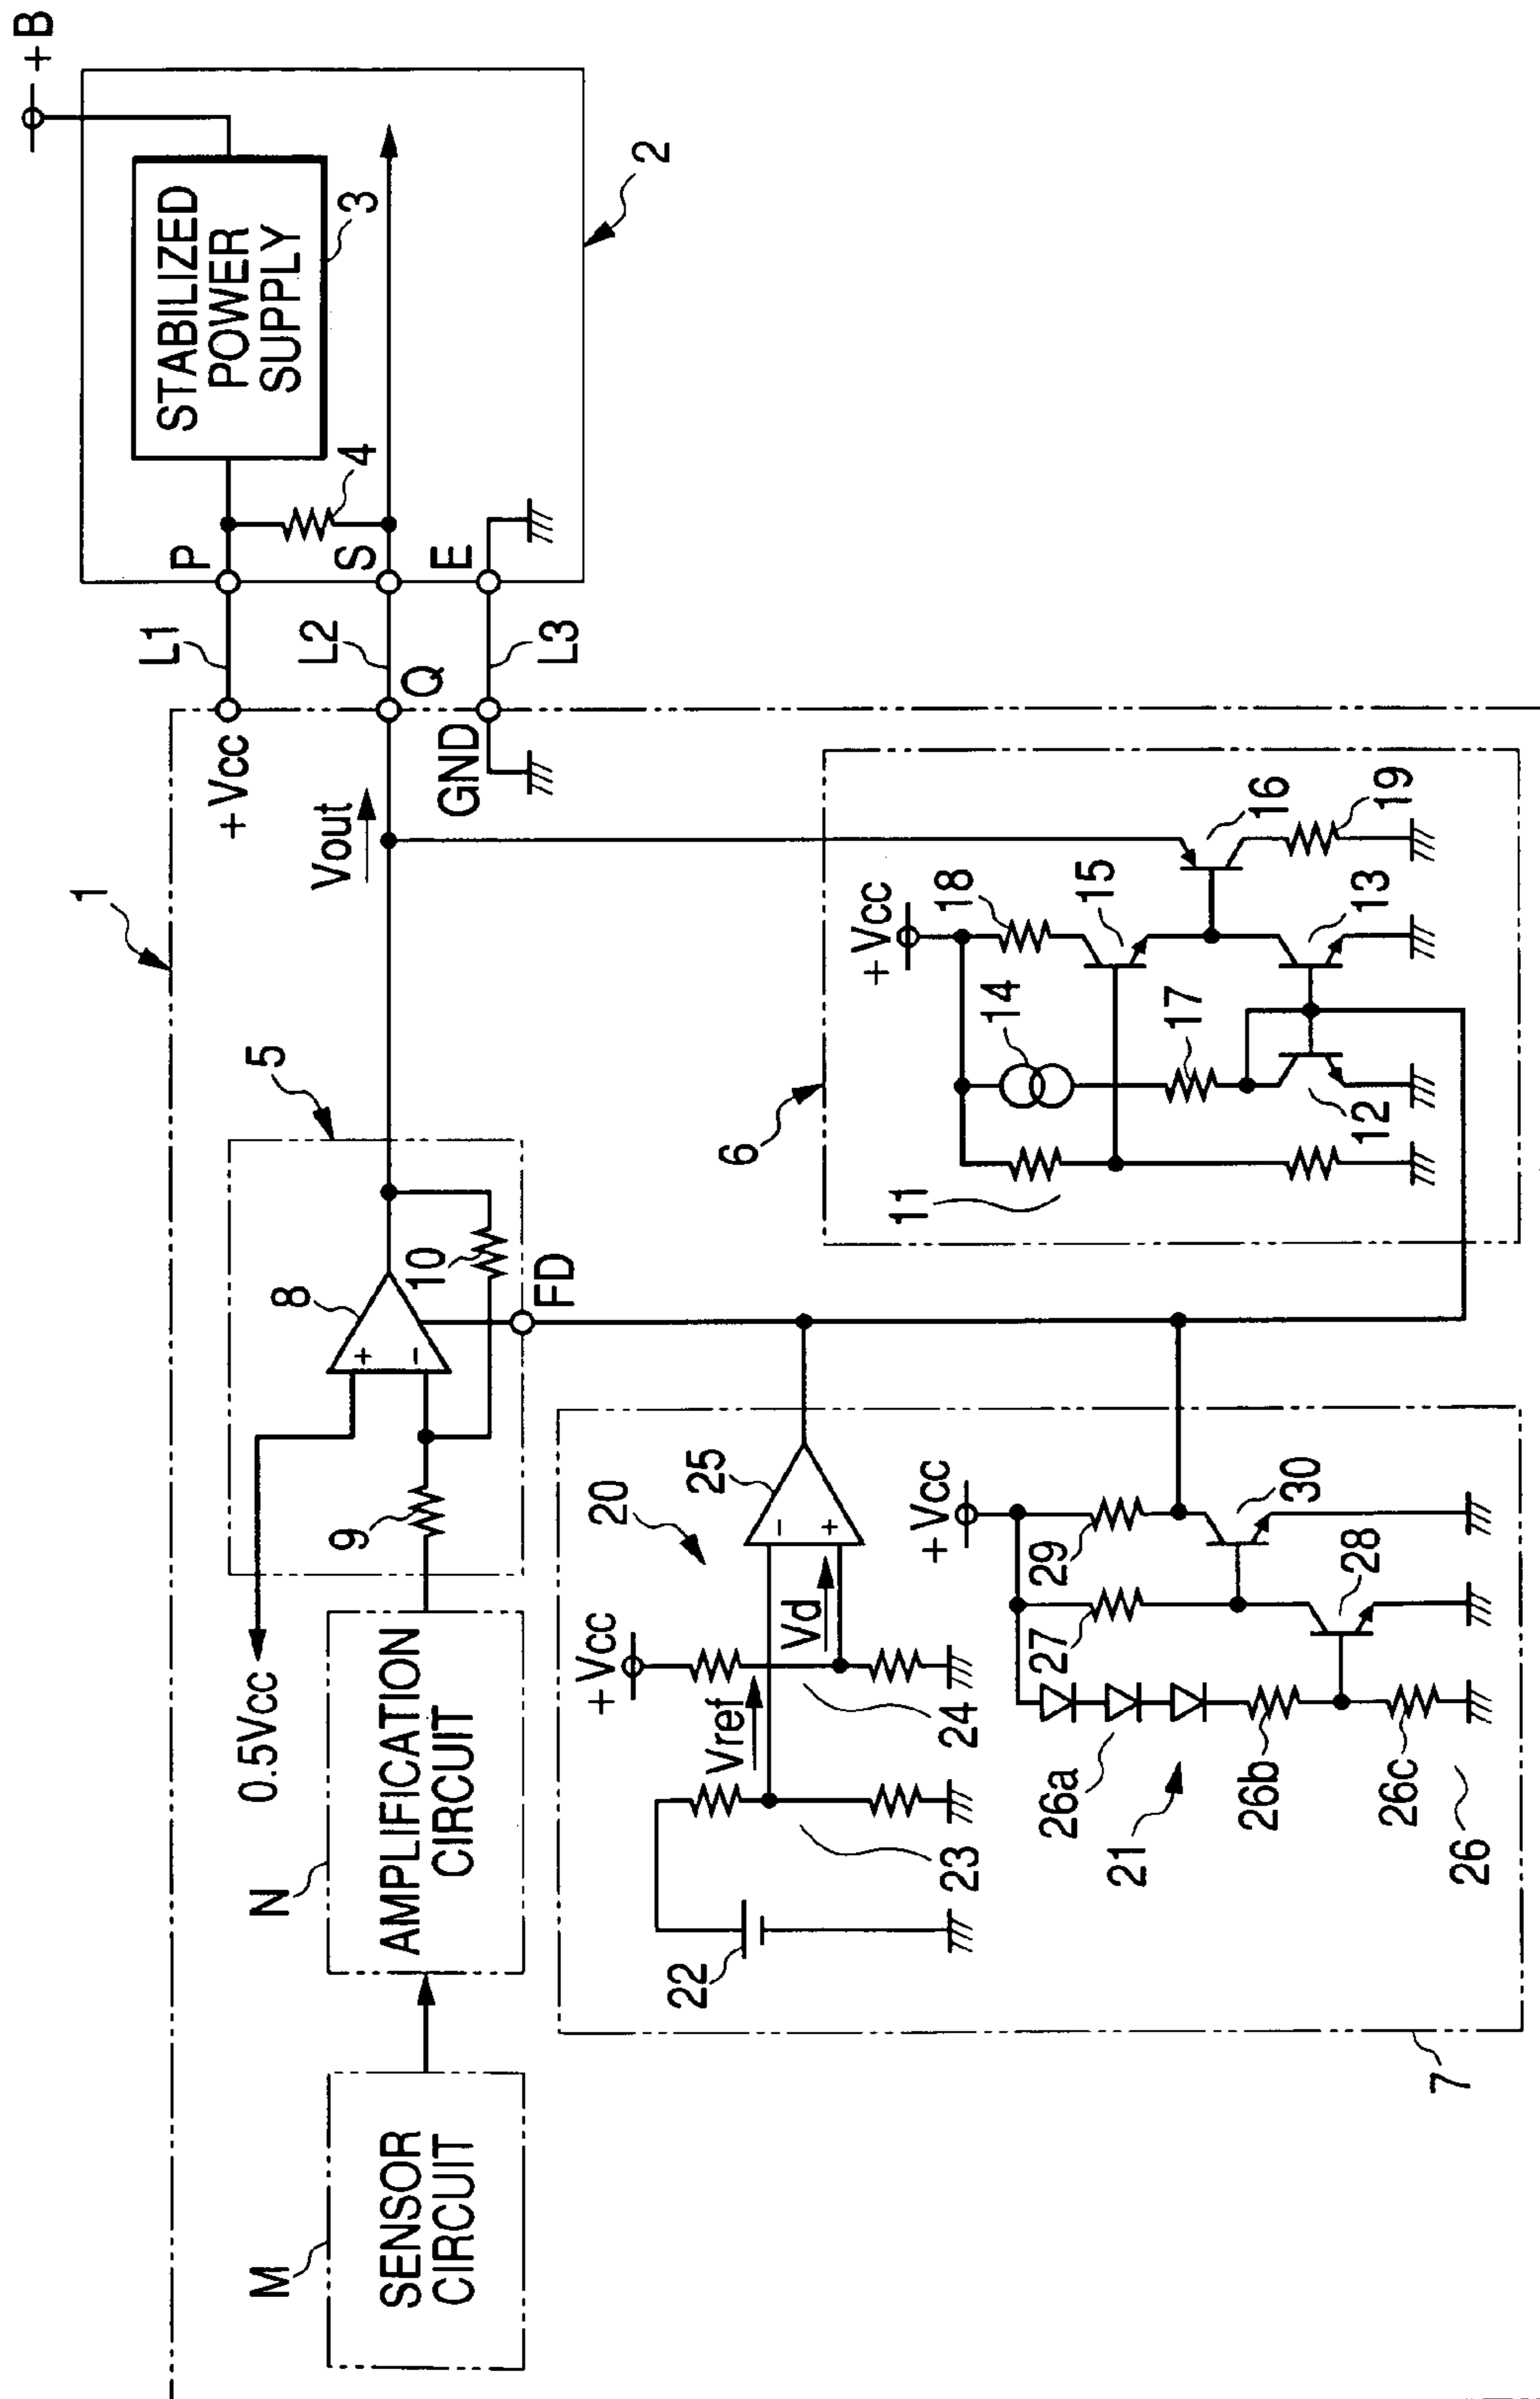 +B
STABILIZED
POWER
SUPPLY
3
2
4
P
S
E
L1
L2
L3
Q
+Vcc
GND
Vout
1
5
8
10
9
FD
0.5Vcc
N
AMPLIFICATION
CIRCUIT
M
SENSOR
CIRCUIT
+
−
6
+Vcc
18
15
16
19
14
17
13
12
11
20
25
−
+
+Vcc
Vref
Vd
24
23
22
+Vcc
29
30
27
28
26a
21
26b
26c
26
7